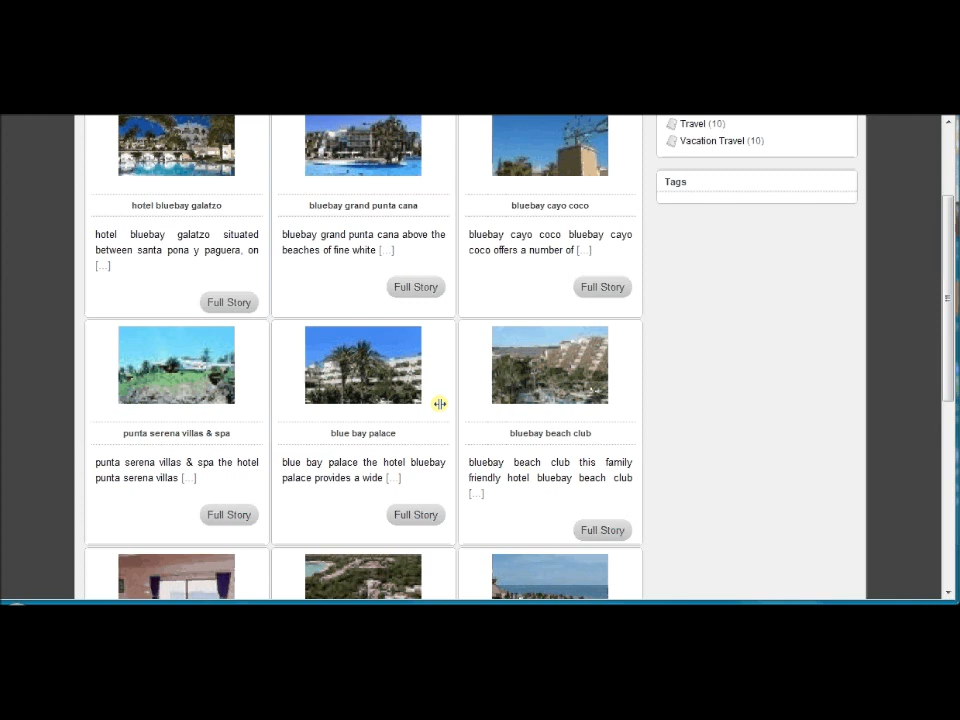 Travel (10)
Vacation Travel (10)
Tags
hotel bluebay galatzo
bluebay grand punta cana
bluebay cayo coco
hotel bluebay galatzo situated
between santa pona y paguera, on
[...]
Full Story
bluebay grand punta cana above the
beaches of fine white [...]
Full Story
bluebay cayo coco bluebay cayo
coco offers a number of [...]
Full Story
punta serena villas & spa
blue bay palace
bluebay beach club
punta serena villas & spa the hotel
punta serena villas [...]
Full Story
blue bay palace the hotel bluebay
palace provides a wide [...]
Full Story
bluebay beach club this family
friendly hotel bluebay beach club
[...]
Full Story